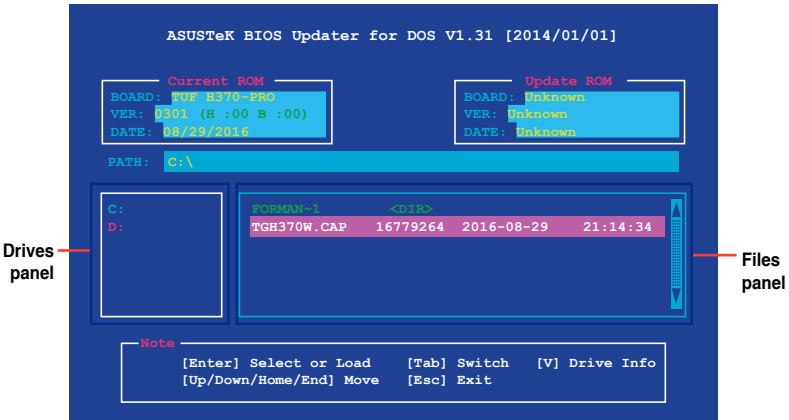 ASUSTeK BIOS Updater for DOS V1.31 [2014/01/01]
Current ROM
BOARD: TUF H370-PRO
VER: 0301 (H :00 B :00)
DATE: 08/29/2016
Update ROM
BOARD: Unknown
VER: Unknown
DATE: Unknown
PATH: C:\
C:
D:
FORMAN~1 <DIR>
TGH370W.CAP 16779264 2016-08-29 21:14:34
Drives
panel
Files
panel
Note
[Enter] Select or Load [Tab] Switch [V] Drive Info
[Up/Down/Home/End] Move [Esc] Exit